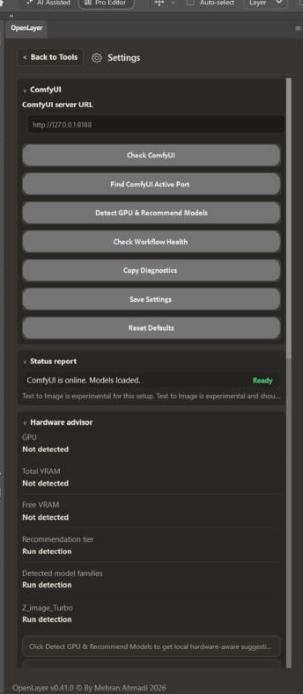 AI Assisted Pro Editor Auto-select Layer
OpenLayer
< Back to Tools Settings
ComfyUI
ComfyUI server URL
http://127.0.0.1:8188
Check ComfyUI
Find ComfyUI Active Port
Detect GPU & Recommend Models
Check Workflow Health
Copy Diagnostics
Save Settings
Reset Defaults
Status report
ComfyUI is online. Models loaded. Ready
Text to Image is experimental for this setup. Text to Image is experimental and shou...
Hardware advisor
GPU
Not detected
Total VRAM
Not detected
Free VRAM
Not detected
Recommendation tier
Run detection
Detected model families
Run detection
Z_image_Turbo
Run detection
Click Detect GPU & Recommend Models to get local hardware-aware suggesti...
OpenLayer v0.41.0 © By Mehran Ahmadi 2026